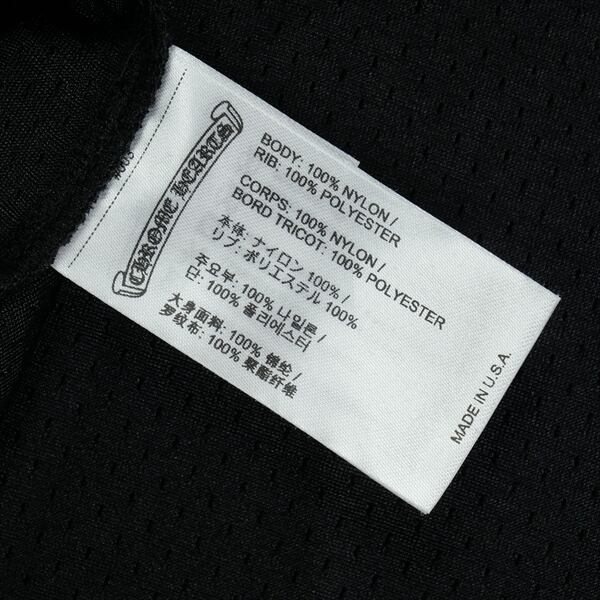 CHROME HEARTS
BODY: 100% NYLON /
RIB: 100% POLYESTER
CORPS: 100% NYLON /
BORD TRICOT: 100% POLYESTER
本体: ナイロン 100% /
リブ: ポリエステル 100%
주요부: 100% 나일론 /
단: 100% 폴리에스터
大身面料: 100% 锦纶/
罗纹布: 100% 聚酯纤维
MADE IN U.S.A.